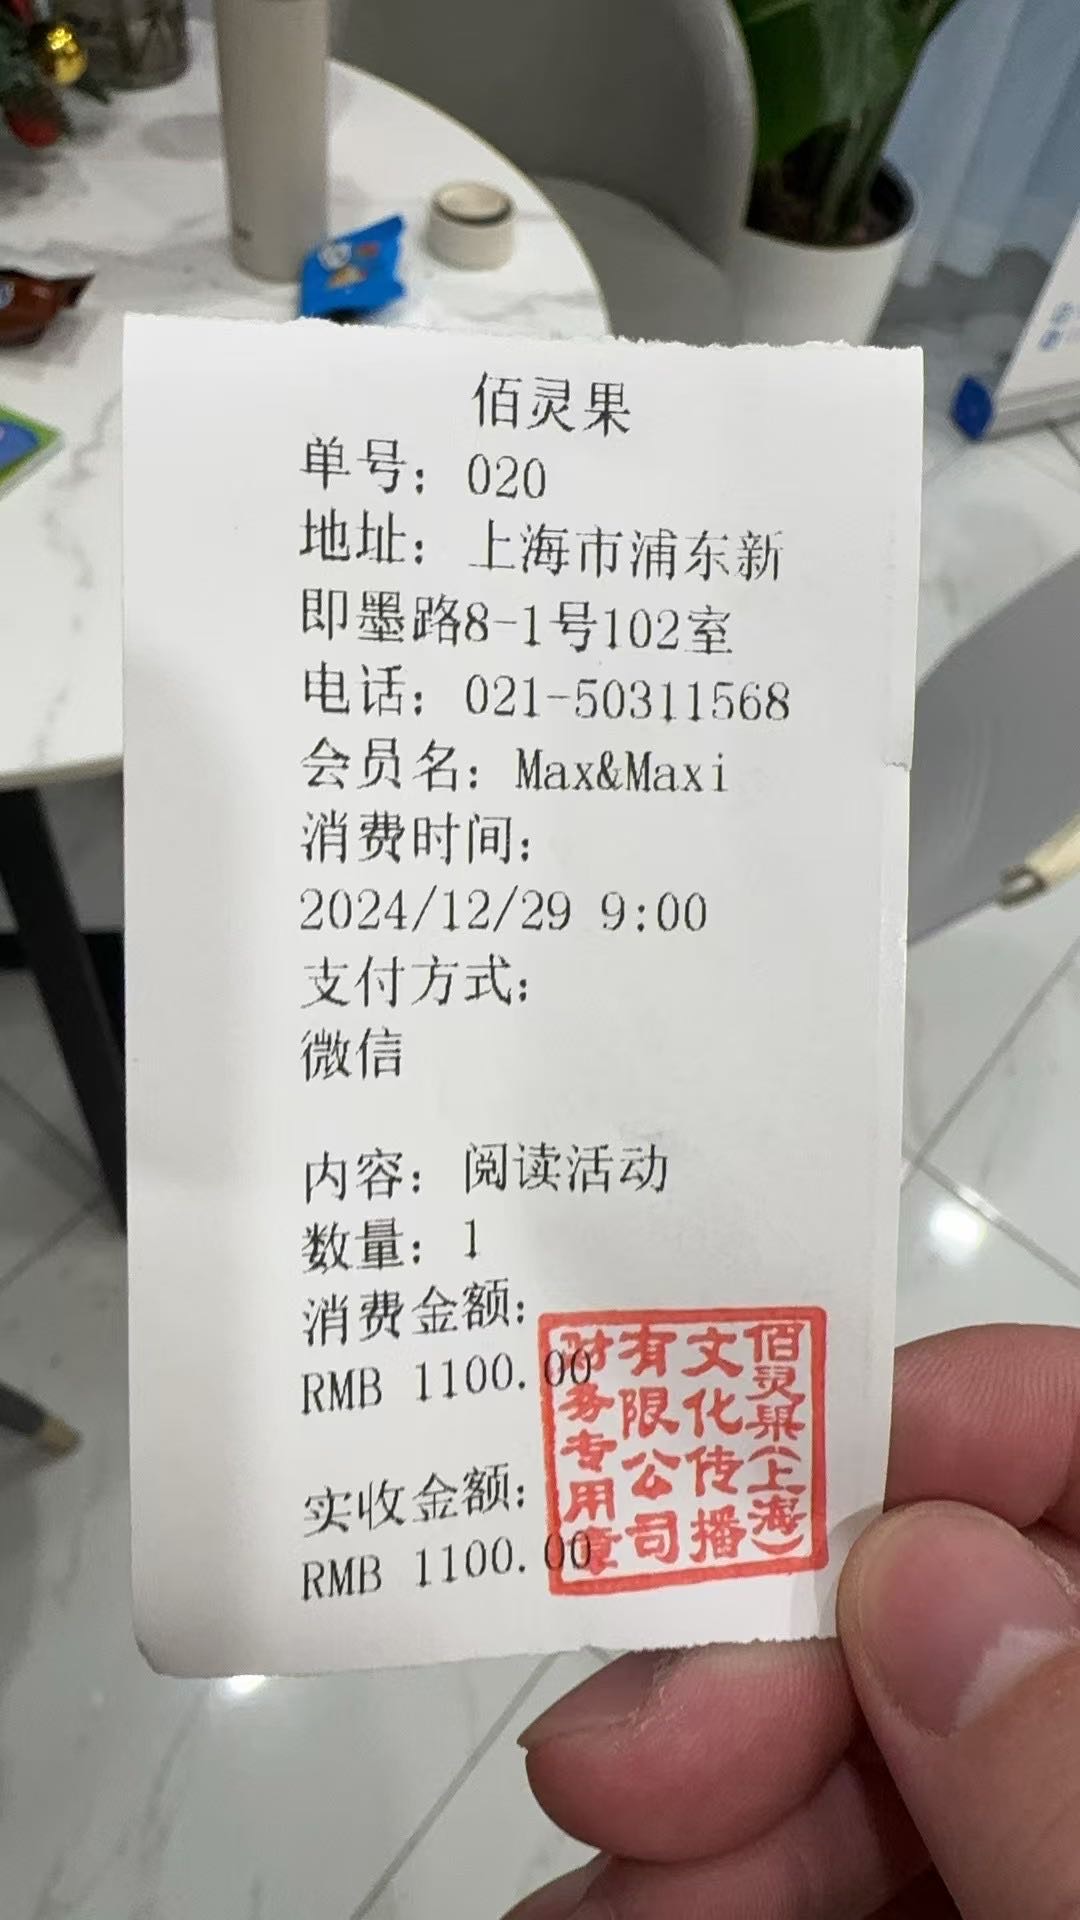 佰灵果
单号：020
地址：上海市浦东新
即墨路8-1号102室
电话：021-50311568
会员名：Max&Maxi
消费时间：
2024/12/29 9:00
支付方式：
微信
内容：阅读活动
数量：1
消费金额：
RMB 1100.00
实收金额：
RMB 1100.00
佰灵果（上海）
文化传播
有限公司
财务专用章